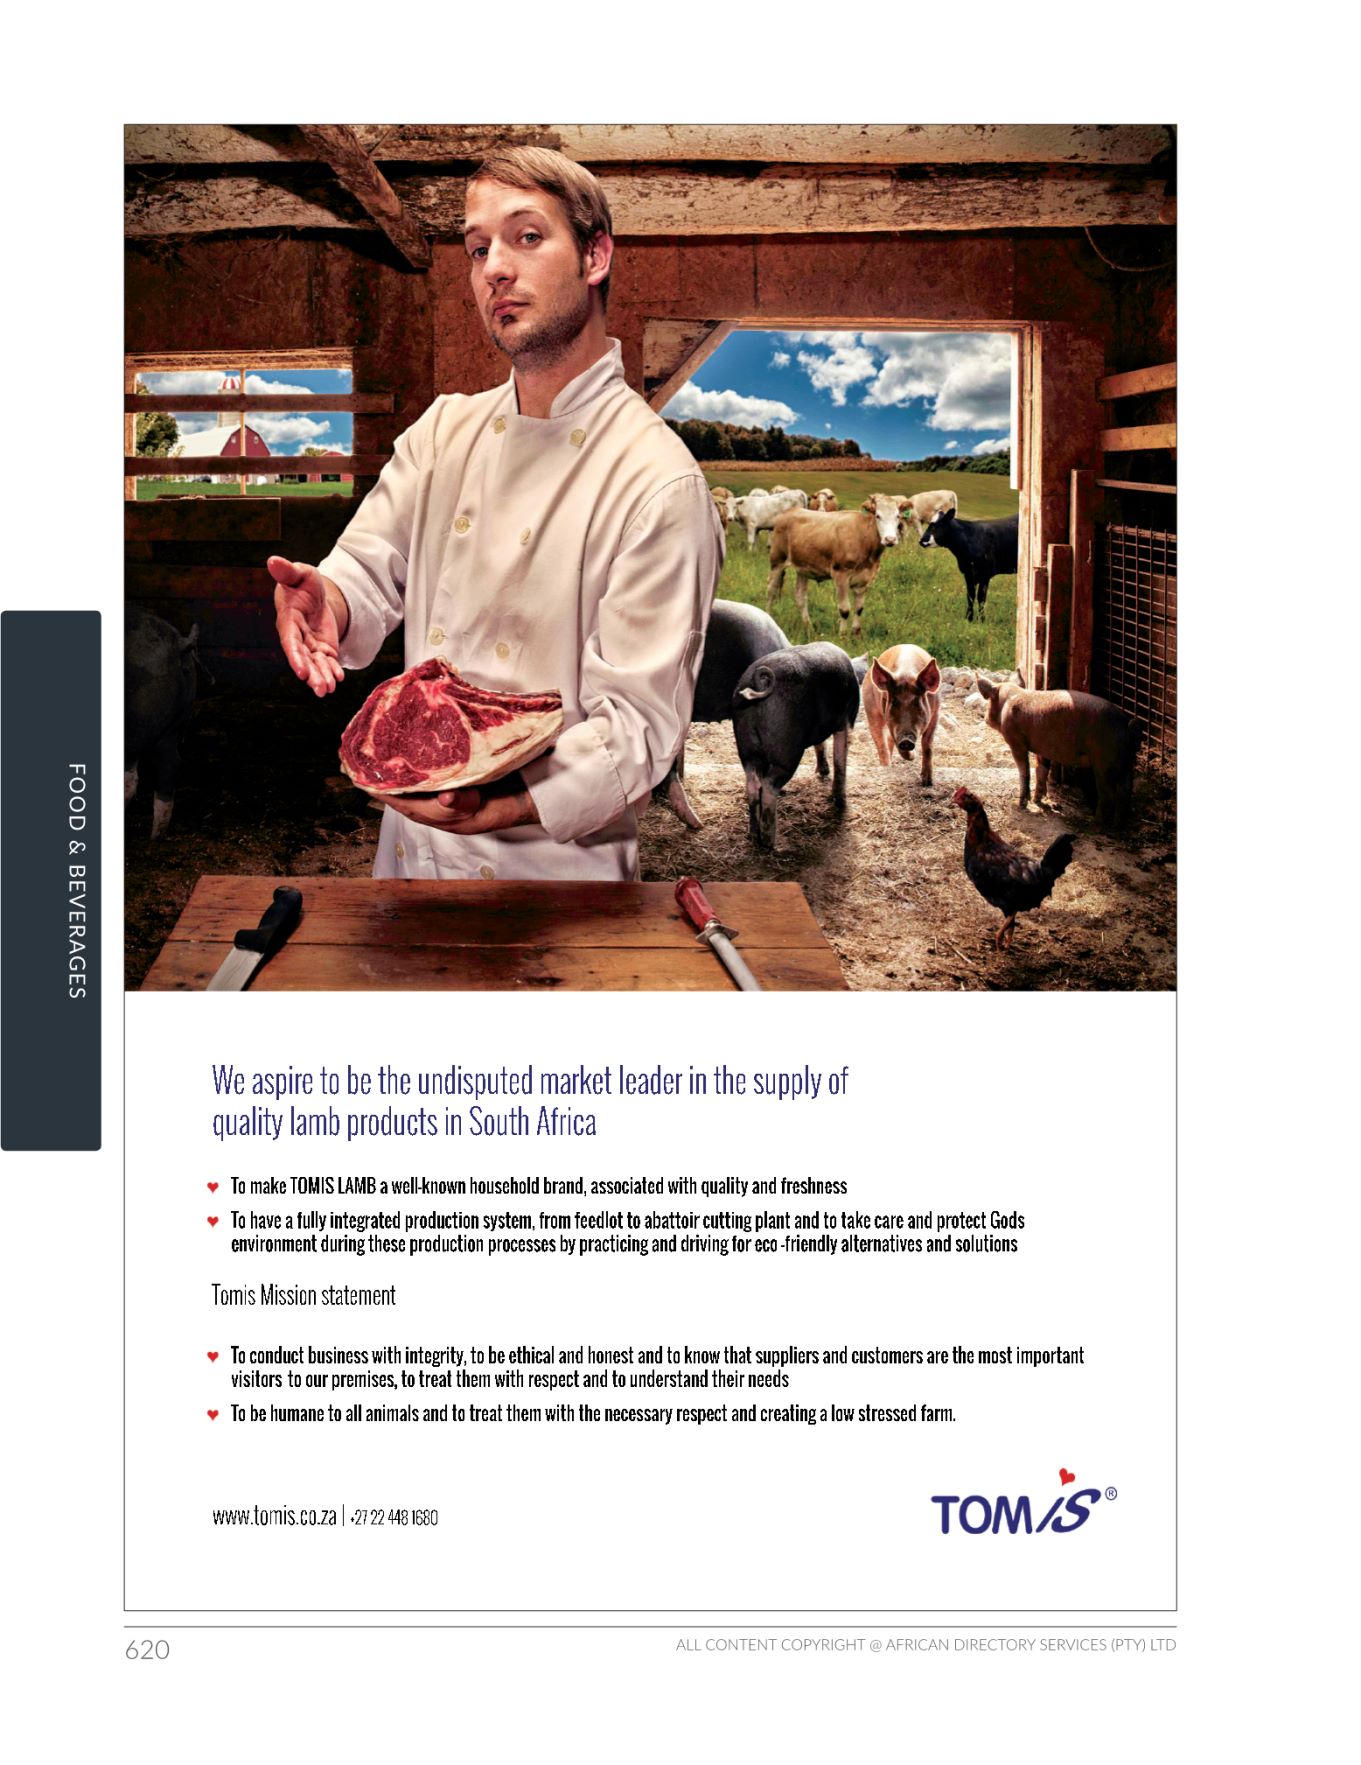 FOOD & BEVERAGES
We aspire to be the undisputed market leader in the supply of
quality lamb products in South Africa
♥ To make TOMIS LAMB a well-known household brand, associated with quality and freshness
♥ To have a fully integrated production system, from feedlot to abattoir cutting plant and to take care and protect Gods
environment during these production processes by practicing and driving for eco -friendly alternatives and solutions
Tomis Mission statement
♥ To conduct business with integrity, to be ethical and honest and to know that suppliers and customers are the most important
visitors to our premises, to treat them with respect and to understand their needs
♥ To be humane to all animals and to treat them with the necessary respect and creating a low stressed farm.
www.tomis.co.za | +27 22 448 1680
TOMiS®
620
ALL CONTENT COPYRIGHT @ AFRICAN DIRECTORY SERVICES (PTY) LTD